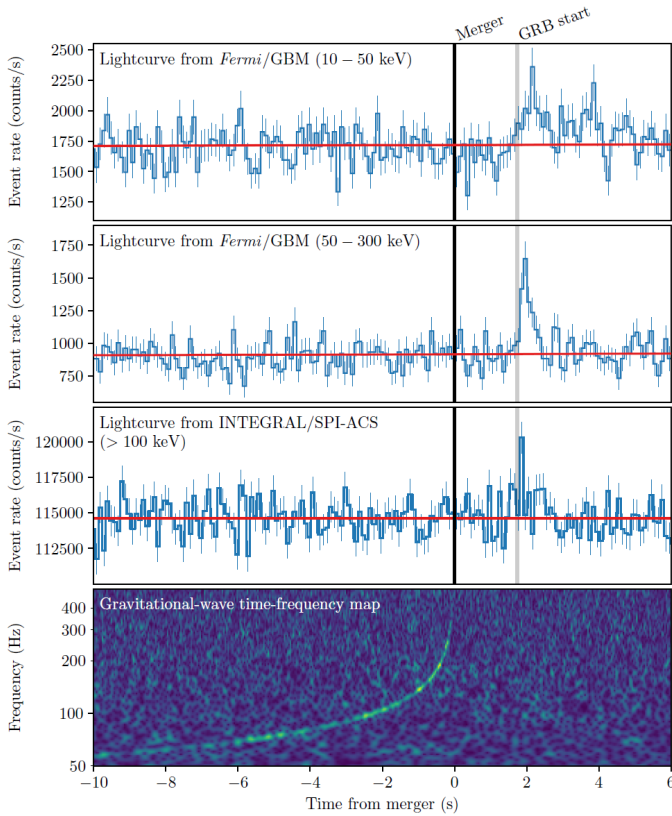 Merger
GRB start
Lightcurve from Fermi/GBM (10 − 50 keV)
Event rate (counts/s)
2500
2250
2000
1750
1500
1250
Lightcurve from Fermi/GBM (50 − 300 keV)
Event rate (counts/s)
1750
1500
1250
1000
750
Lightcurve from INTEGRAL/SPI-ACS
(> 100 keV)
Event rate (counts/s)
120000
117500
115000
112500
Gravitational-wave time-frequency map
Frequency (Hz)
500
400
300
200
100
50
−10 −8 −6 −4 −2 0 2 4 6
Time from merger (s)